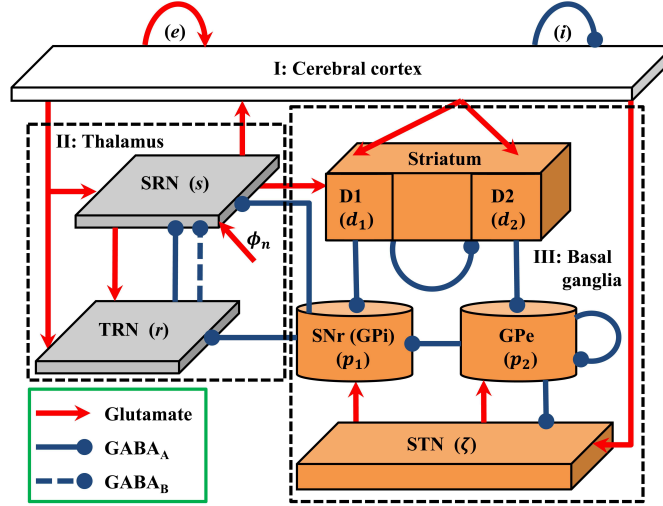 (e)
(i)
I: Cerebral cortex
II: Thalamus
SRN (s)
ϕn
TRN (r)
Striatum
D1
(d1)
D2
(d2)
III: Basal
ganglia
SNr (GPi)
(p1)
GPe
(p2)
STN (ζ)
Glutamate
GABAA
GABAB